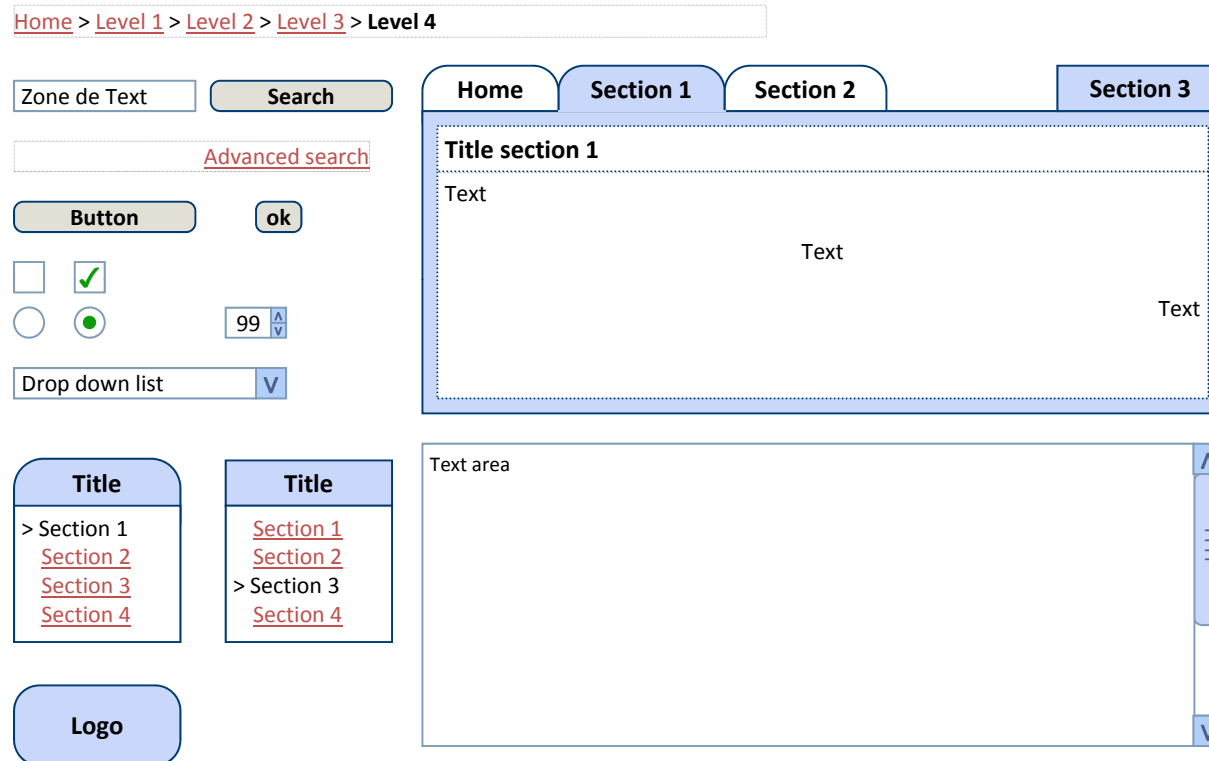 Home > Level 1 > Level 2 > Level 3 > Level 4
Zone de Text
Search
Advanced search
Button
ok
99
Drop down list
V
Home
Section 1
Section 2
Section 3
Title section 1
Text
Text
Text
Title
> Section 1
Section 2
Section 3
Section 4
Title
Section 1
Section 2
> Section 3
Section 4
Text area
Logo